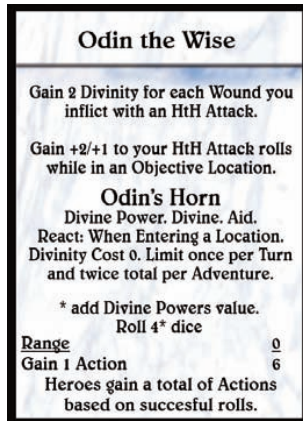 Odin the Wise
Gain 2 Divinity for each Wound you
inflict with an HtH Attack.
Gain +2/+1 to your HtH Attack rolls
while in an Objective Location.
Odin's Horn
Divine Power. Divine. Aid.
React: When Entering a Location.
Divinity Cost 0. Limit once per Turn
and twice total per Adventure.
* add Divine Powers value.
Roll 4* dice
Range 0
Gain 1 Action 6
Heroes gain a total of Actions
based on succesful rolls.